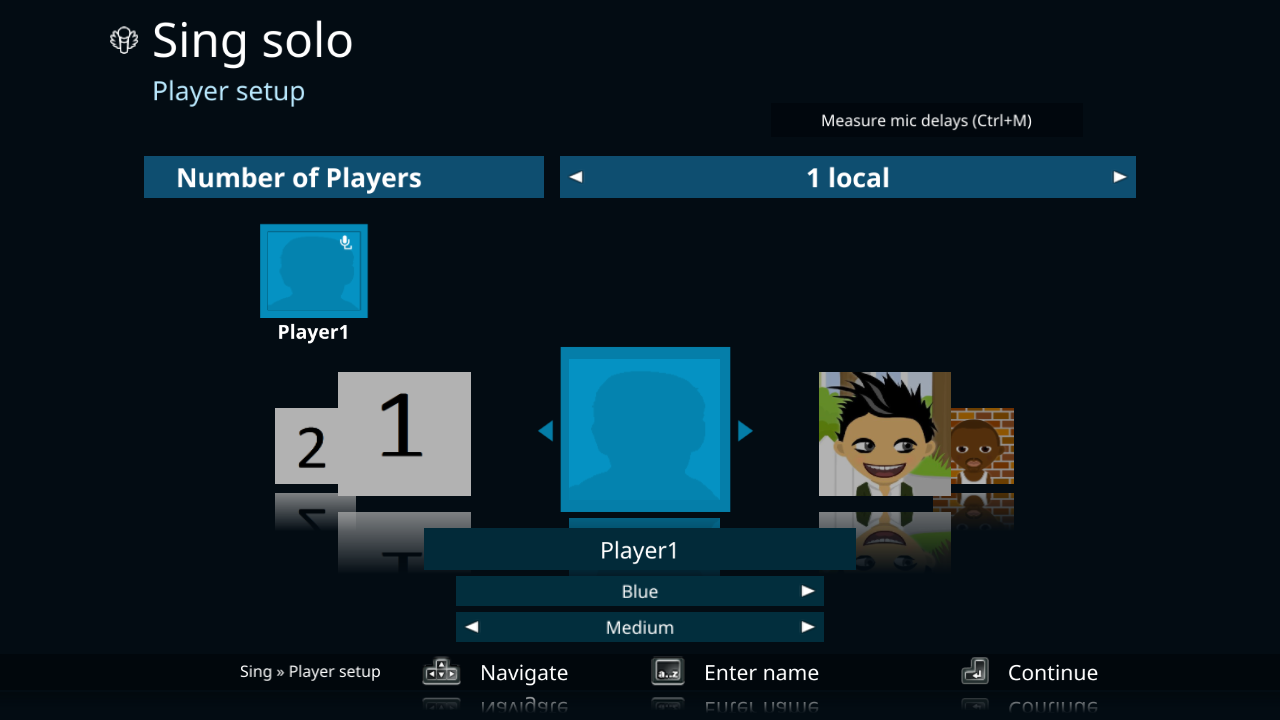 Sing solo
Player setup
Measure mic delays (Ctrl+M)
Number of Players
1 local
Player1
2
1
Player1
Blue
Medium
Sing » Player setup
Navigate
a..z
Enter name
Continue